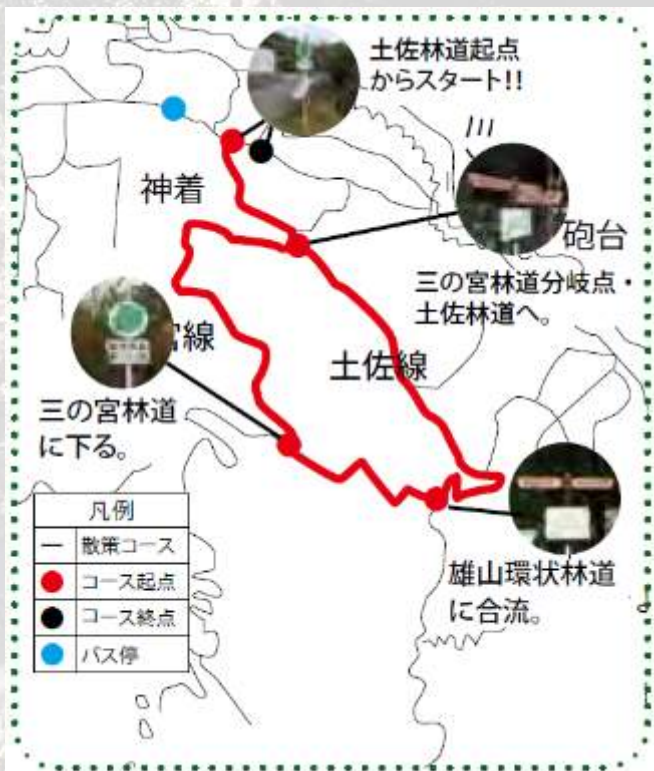 土佐林道起点
からスタート!!
神着
砲台
三の宮林道分岐点・
土佐林道へ。
宮線
土佐線
三の宮林道
に下る。
凡例
散策コース
コース起点
コース終点
バス停
雄山環状林道
に合流。